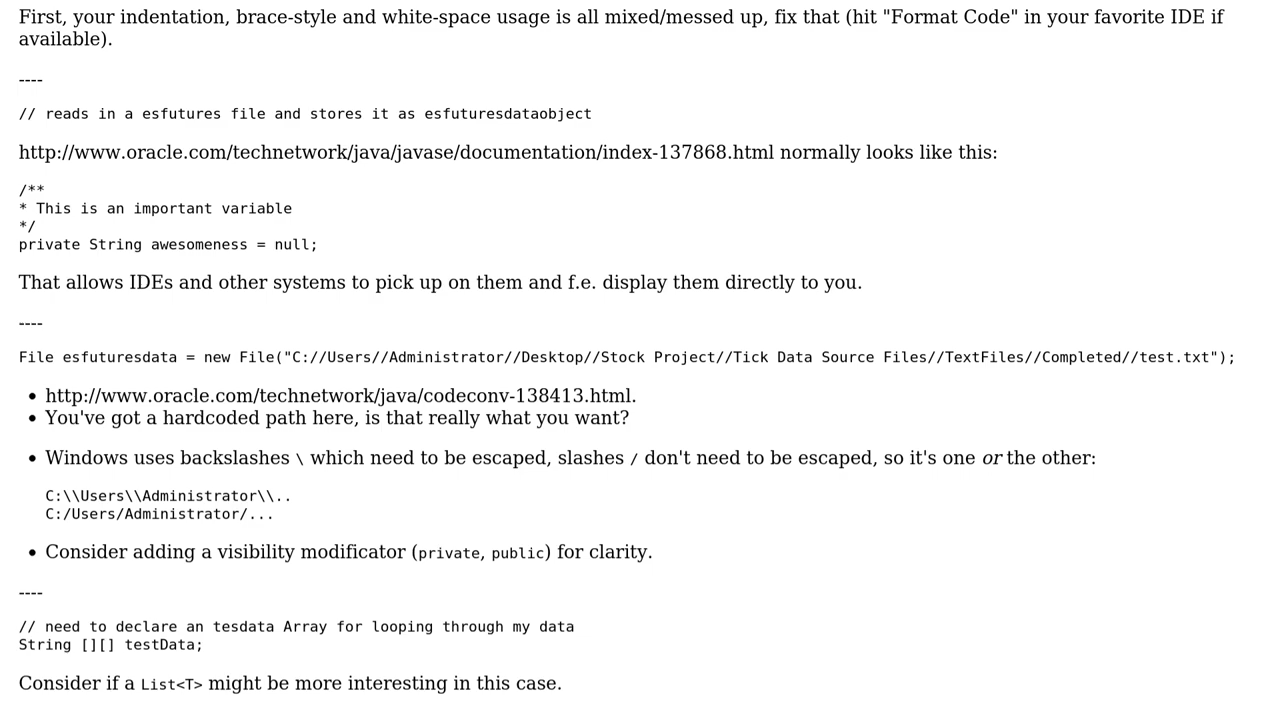 First, your indentation, brace-style and white-space usage is all mixed/messed up, fix that (hit "Format Code" in your favorite IDE if
available).
----
// reads in a esfutures file and stores it as esfuturesdataobject
http://www.oracle.com/technetwork/java/javase/documentation/index-137868.html normally looks like this:
/**
* This is an important variable
*/
private String awesomeness = null;
That allows IDEs and other systems to pick up on them and f.e. display them directly to you.
----
File esfuturesdata = new File("C://Users//Administrator//Desktop//Stock Project//Tick Data Source Files//TextFiles//Completed//test.txt");
• http://www.oracle.com/technetwork/java/codeconv-138413.html.
• You've got a hardcoded path here, is that really what you want?
• Windows uses backslashes \ which need to be escaped, slashes / don't need to be escaped, so it's one or the other:
C:\\Users\\Administrator\\..
C:/Users/Administrator/...
• Consider adding a visibility modificator (private, public) for clarity.
----
// need to declare an tesdata Array for looping through my data
String [][] testData;
Consider if a List<T> might be more interesting in this case.